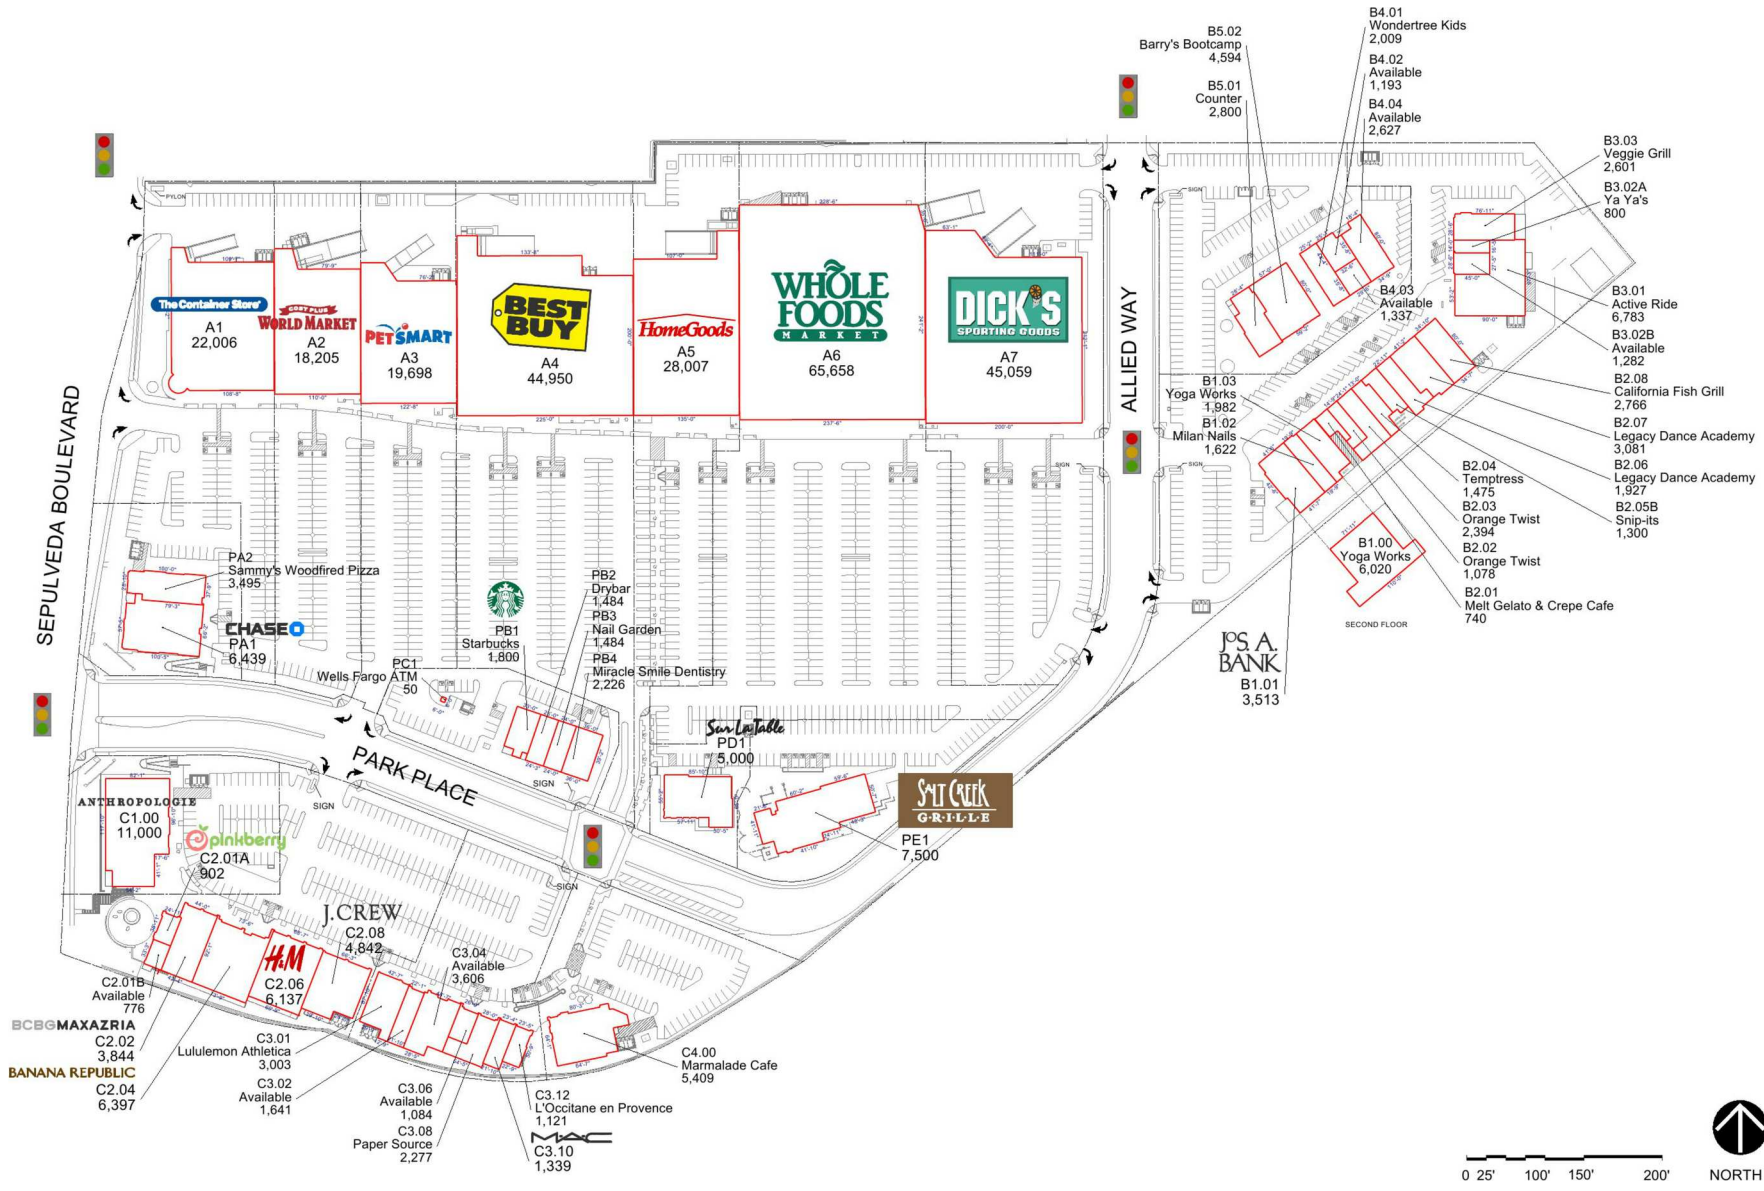 B4.01
Wondertree Kids
2,009
B5.02
Barry's Bootcamp
4,594
B4.02
Available
1,193
B5.01
Counter
2,800
B4.04
Available
2,627
B3.03
Veggie Grill
2,601
B3.02A
Ya Ya's
800
PYLON
SIGN
The Container Store
A1
22,006
COST PLUS
WORLD MARKET
A2
18,205
PETSMART
A3
19,698
BEST
BUY
A4
44,950
HomeGoods
A5
28,007
WHOLE
FOODS
MARKET
A6
65,658
DICK'S
SPORTING GOODS
A7
45,059
ALLIED WAY
B4.03
Available
1,337
B3.01
Active Ride
6,783
B3.02B
Available
1,282
B2.08
California Fish Grill
2,766
B2.07
Legacy Dance Academy
3,081
B2.06
Legacy Dance Academy
1,927
B2.05B
Snip-its
1,300
B1.03
Yoga Works
1,982
B1.02
Milan Nails
1,622
SIGN
SIGN
B2.04
Temptress
1,475
B2.03
Orange Twist
2,394
B2.02
Orange Twist
1,078
B2.01
Melt Gelato & Crepe Cafe
740
B1.00
Yoga Works
6,020
SECOND FLOOR
JOS. A.
BANK
B1.01
3,513
SEPULVEDA BOULEVARD
PA2
Sammy's Woodfired Pizza
3,495
CHASE
PA1
6,439
PB1
Starbucks
1,800
PB2
Drybar
1,484
PB3
Nail Garden
1,484
PB4
Miracle Smile Dentistry
2,226
PC1
Wells Fargo ATM
50
Sur La Table
PD1
5,000
SALT CREEK
GRILLE
PE1
7,500
PARK PLACE
SIGN
SIGN
SIGN
ANTHROPOLOGIE
C1.00
11,000
pinkberry
C2.01A
902
J.CREW
C2.08
4,842
H&M
C2.06
6,137
C3.04
Available
3,606
C2.01B
Available
776
BCBGMAXAZRIA
C2.02
3,844
BANANA REPUBLIC
C2.04
6,397
C3.01
Lululemon Athletica
3,003
C3.02
Available
1,641
C3.06
Available
1,084
C3.08
Paper Source
2,277
C3.12
L'Occitane en Provence
1,121
MAC
C3.10
1,339
C4.00
Marmalade Cafe
5,409
0 25' 100' 150' 200'
NORTH